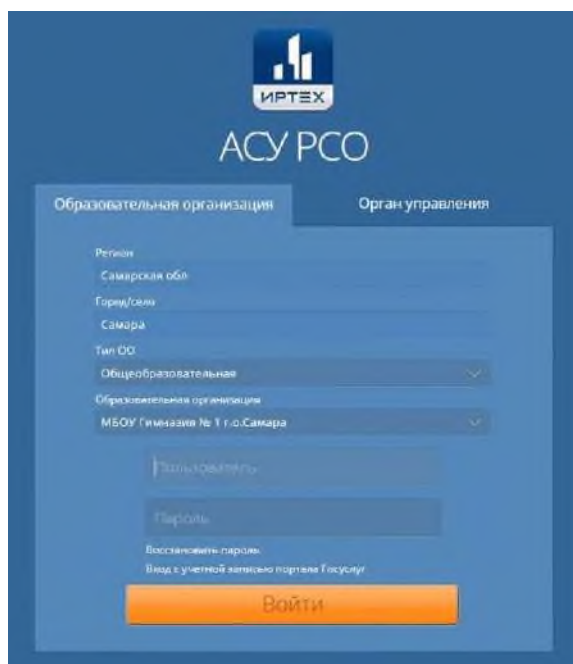 ИРТЕХ
АСУ РСО
Образовательная организация
Орган управления
Регион
Самарская обл
Город/село
Самара
Тип ОО
Общеобразовательная
Образовательная организация
МБОУ Гимназия № 1 г.о.Самара
Пользователь
Пароль
Восстановить пароль
Вход с учетной записью портала Госуслуг
Войти